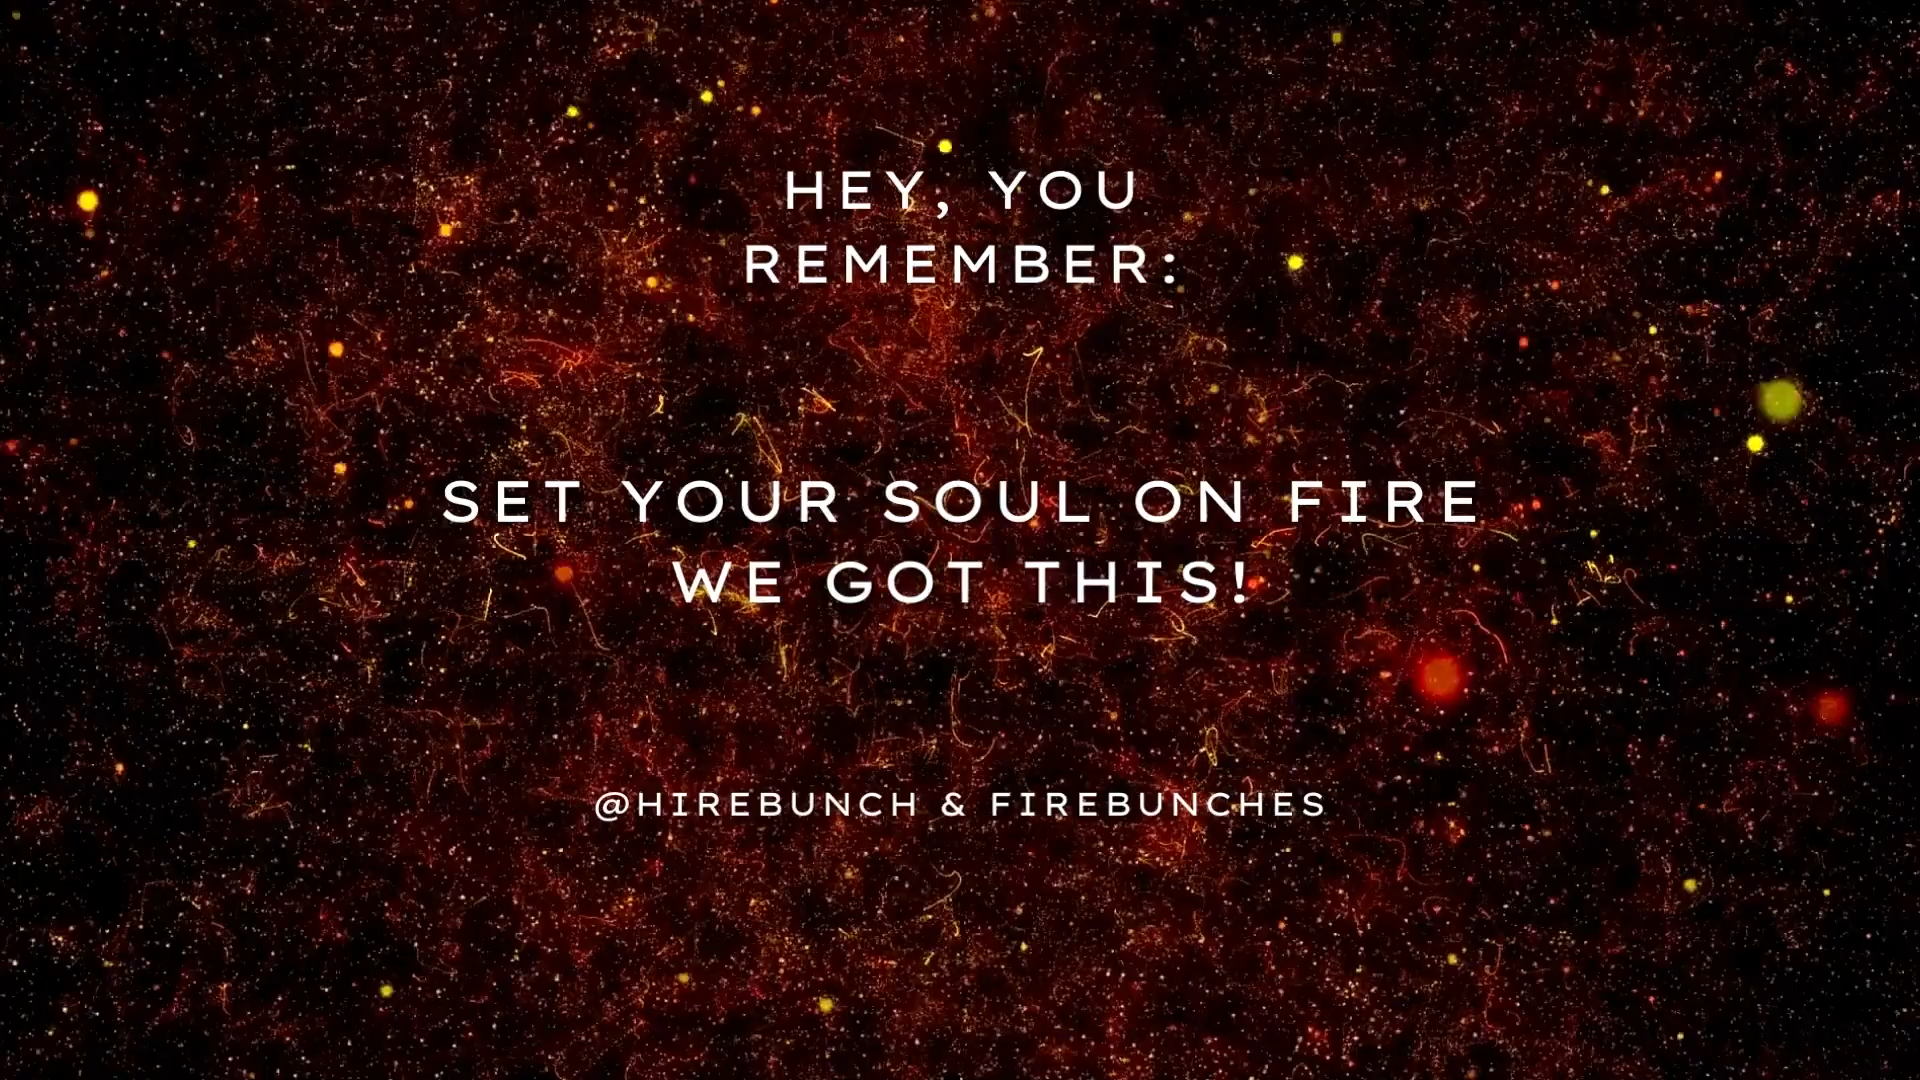 HEY, YOU
REMEMBER:
SET YOUR SOUL ON FIRE
WE GOT THIS!
@HIREBUNCH & FIREBUNCHES